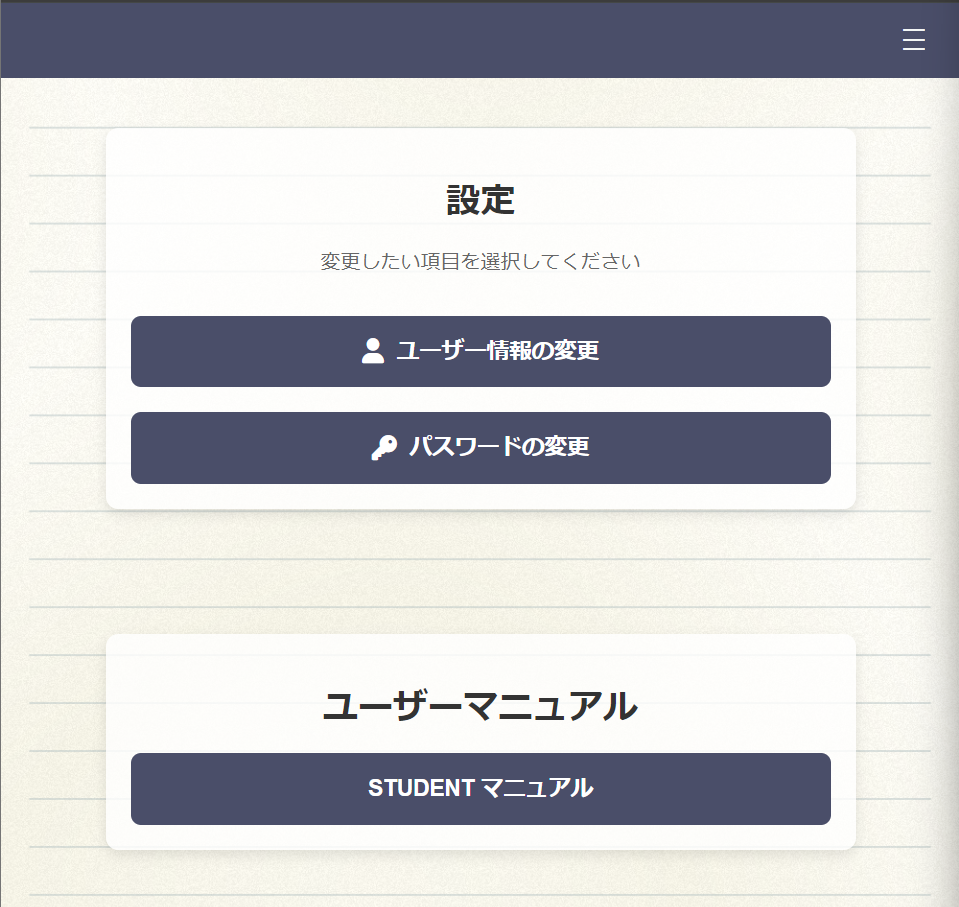 設定
変更したい項目を選択してください
ユーザー情報の変更
パスワードの変更
ユーザーマニュアル
STUDENT マニュアル